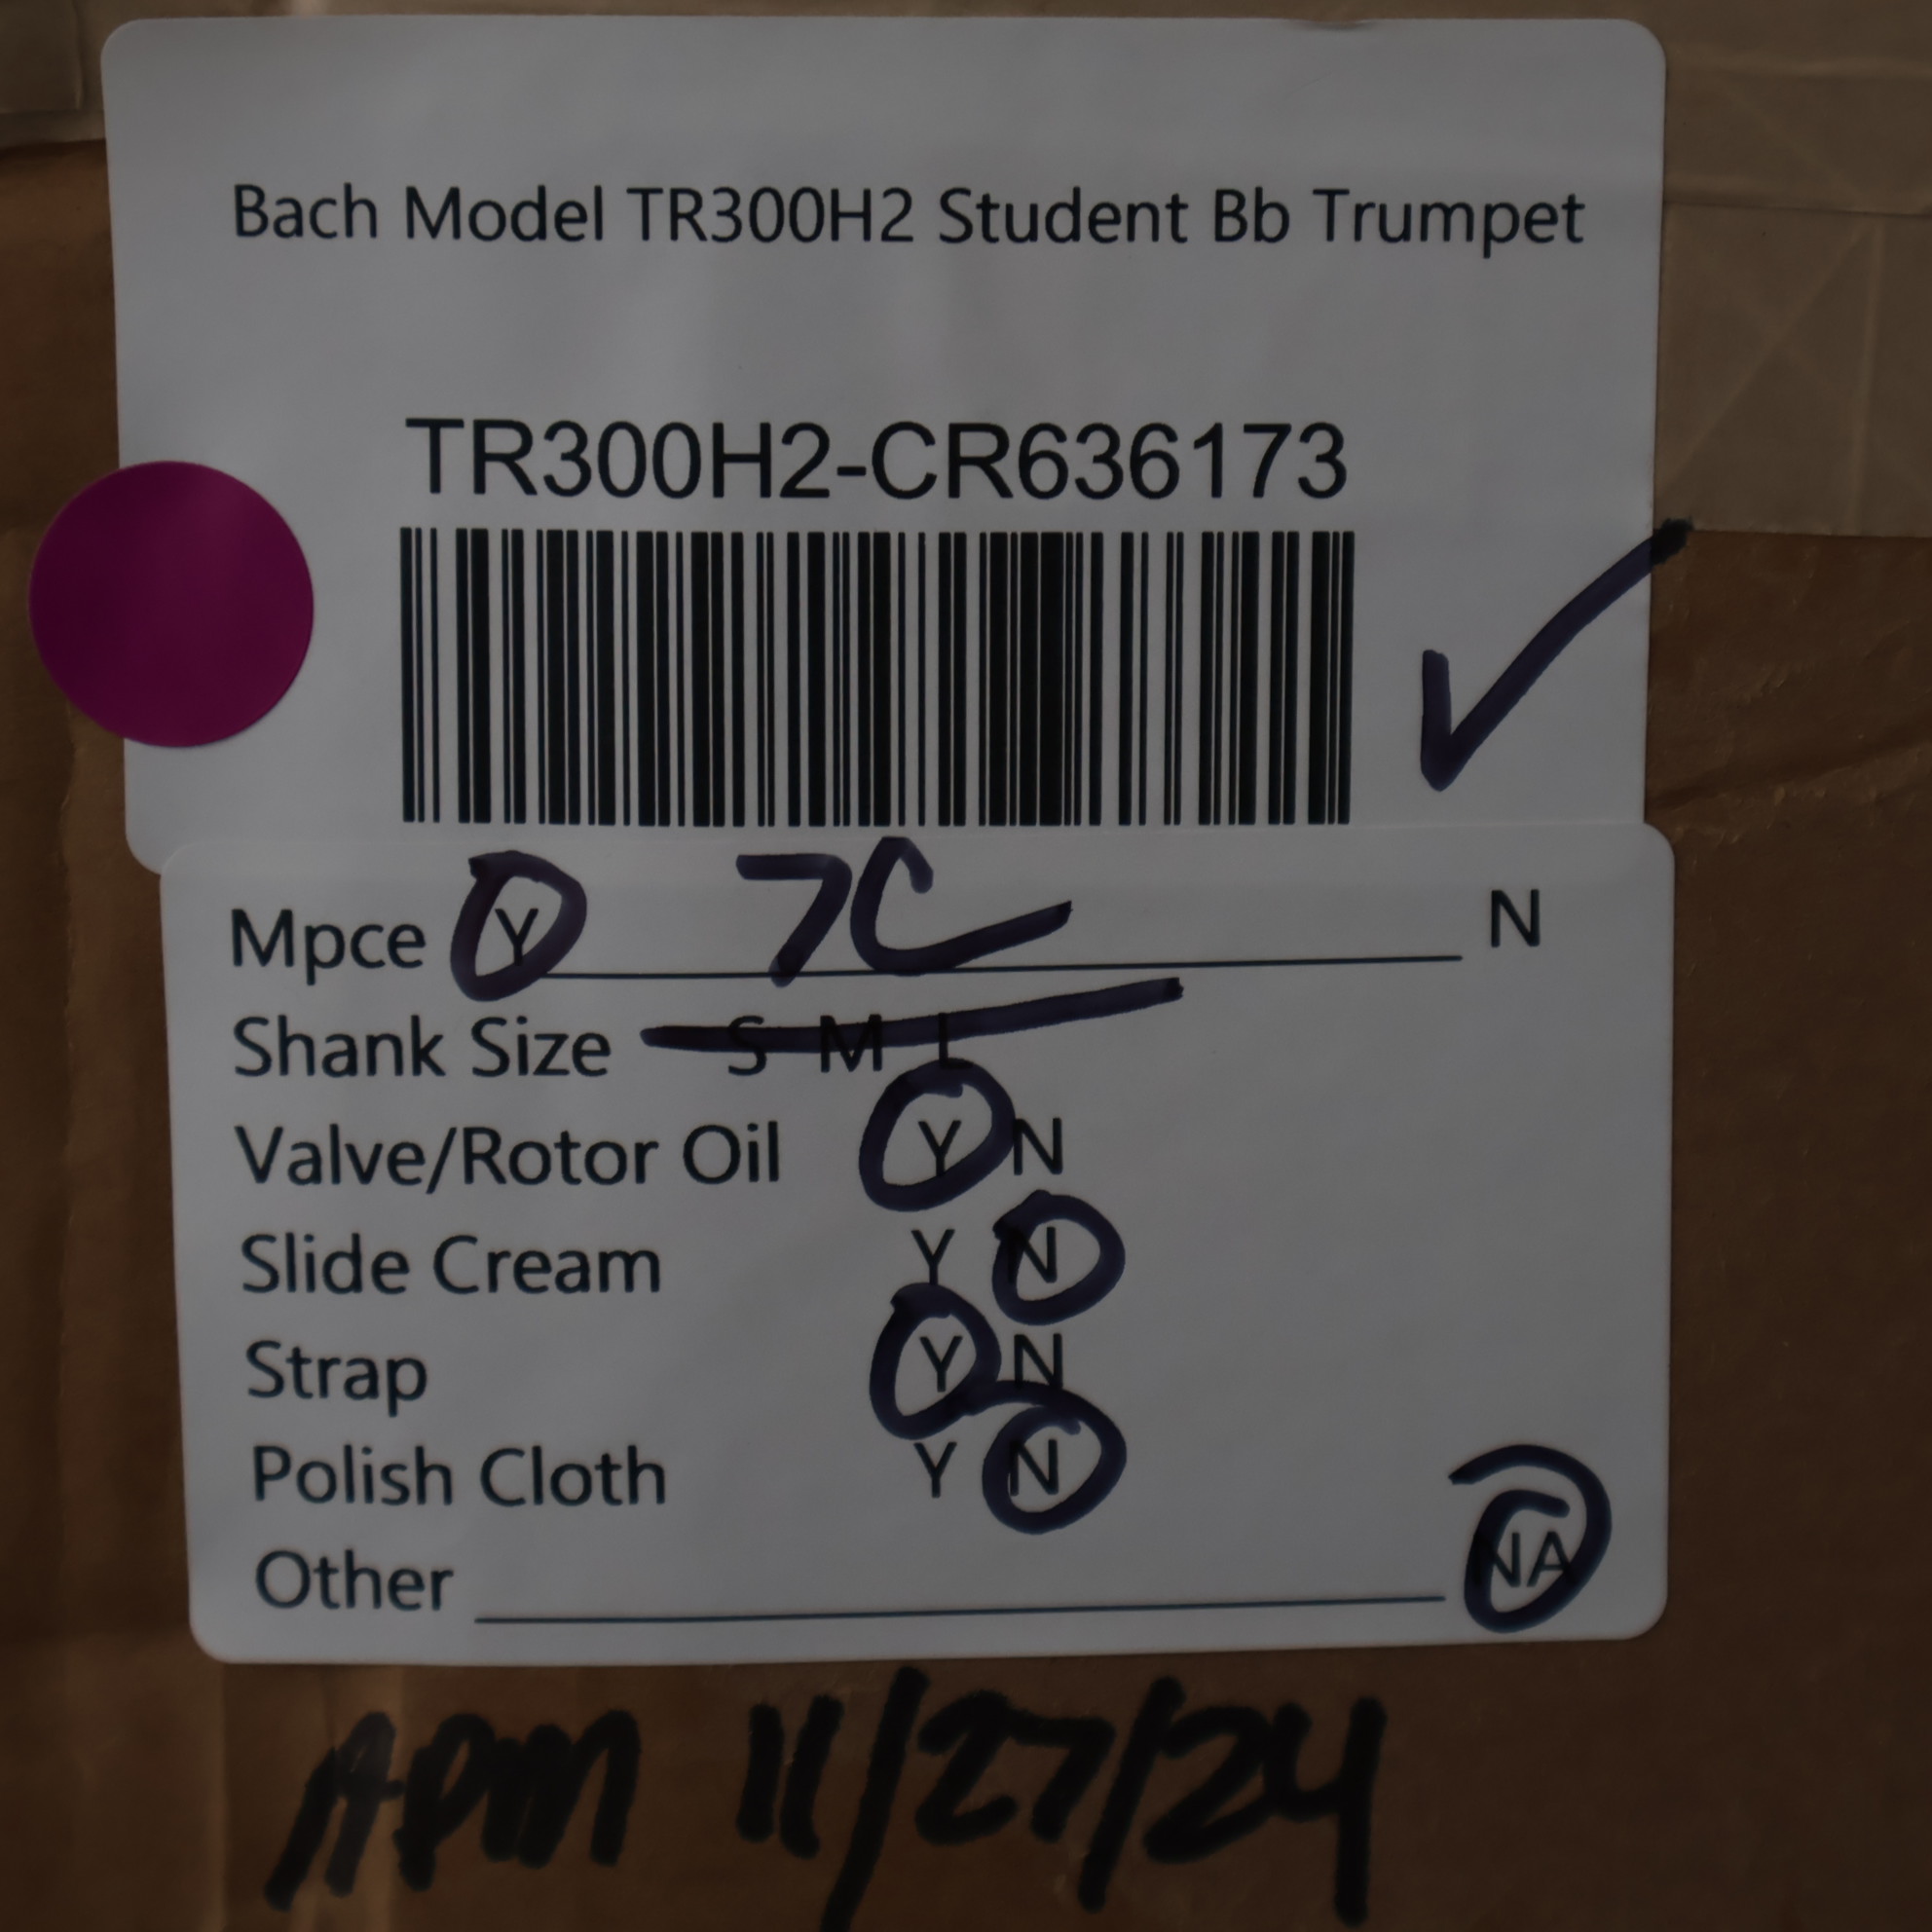 Bach Model TR300H2 Student Bb Trumpet
TR300H2-CR636173
Mpce Y 7C N
Shank Size S M L
Valve/Rotor Oil Y N
Slide Cream Y N
Strap Y N
Polish Cloth Y N
Other NA
APM 11/27/24